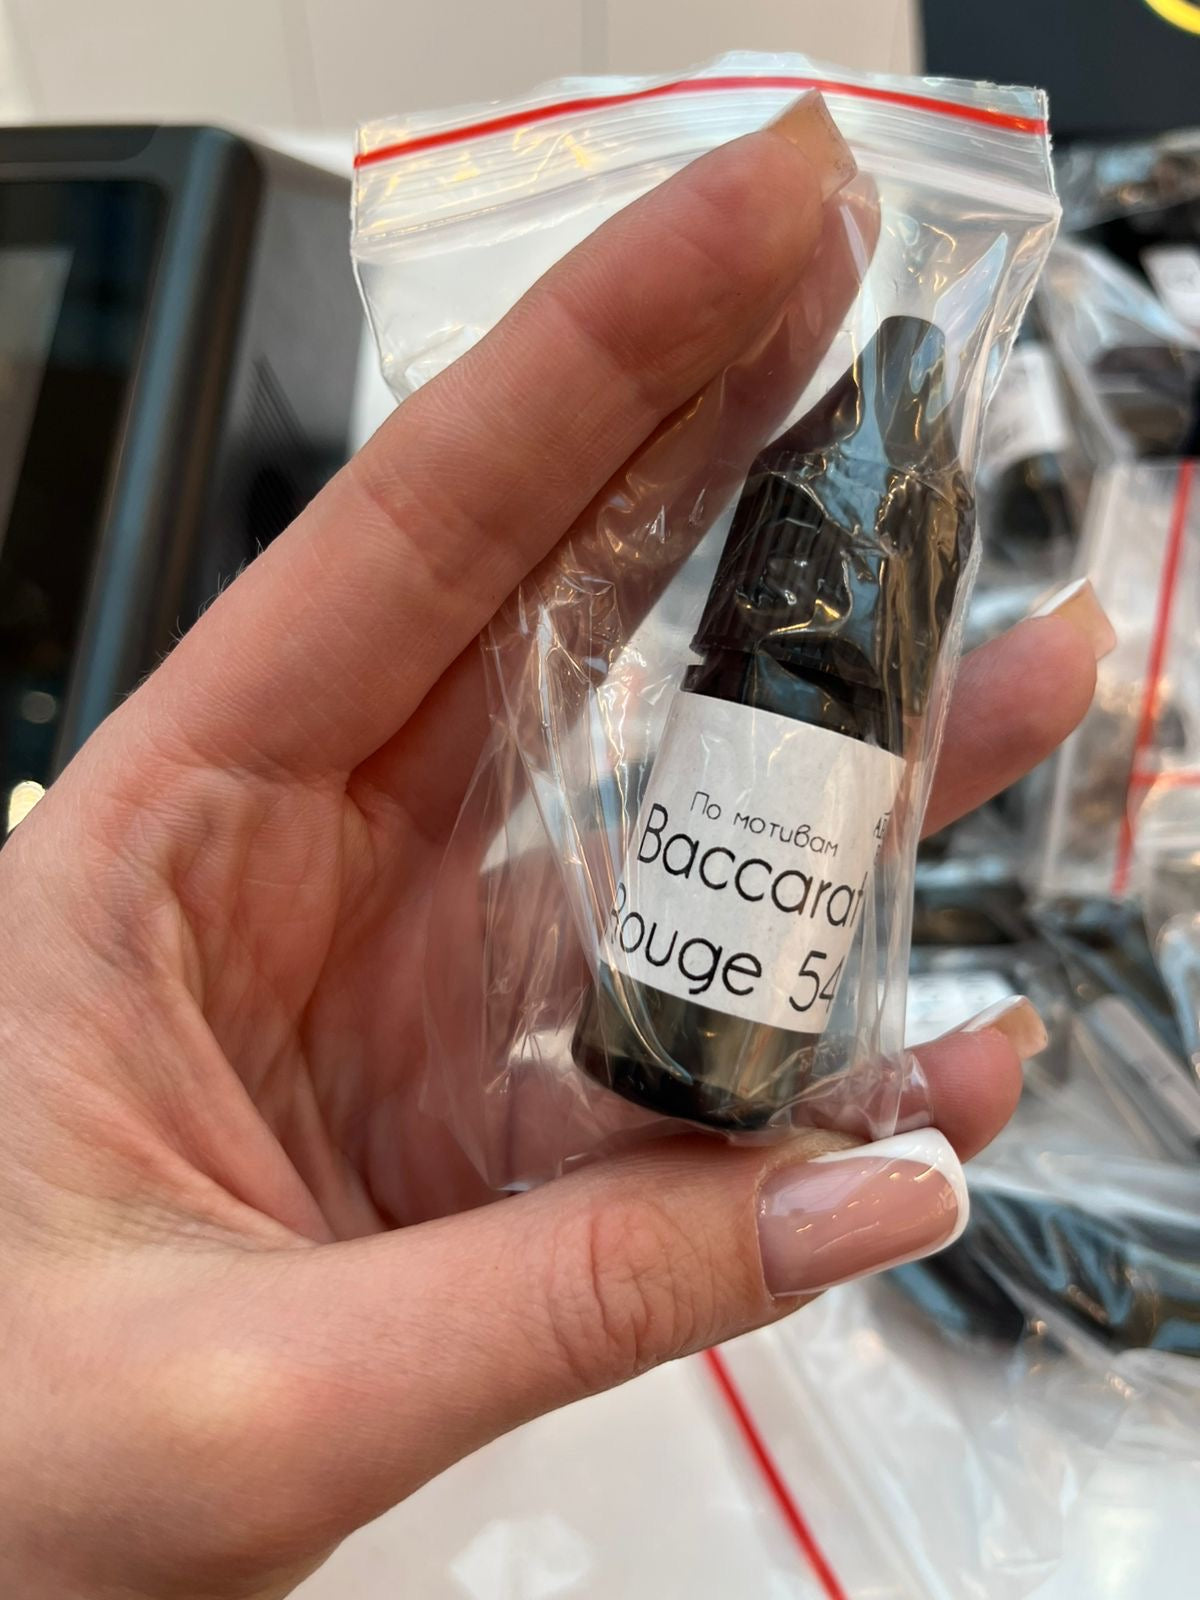 По мотивам
Baccarat
Rouge 54